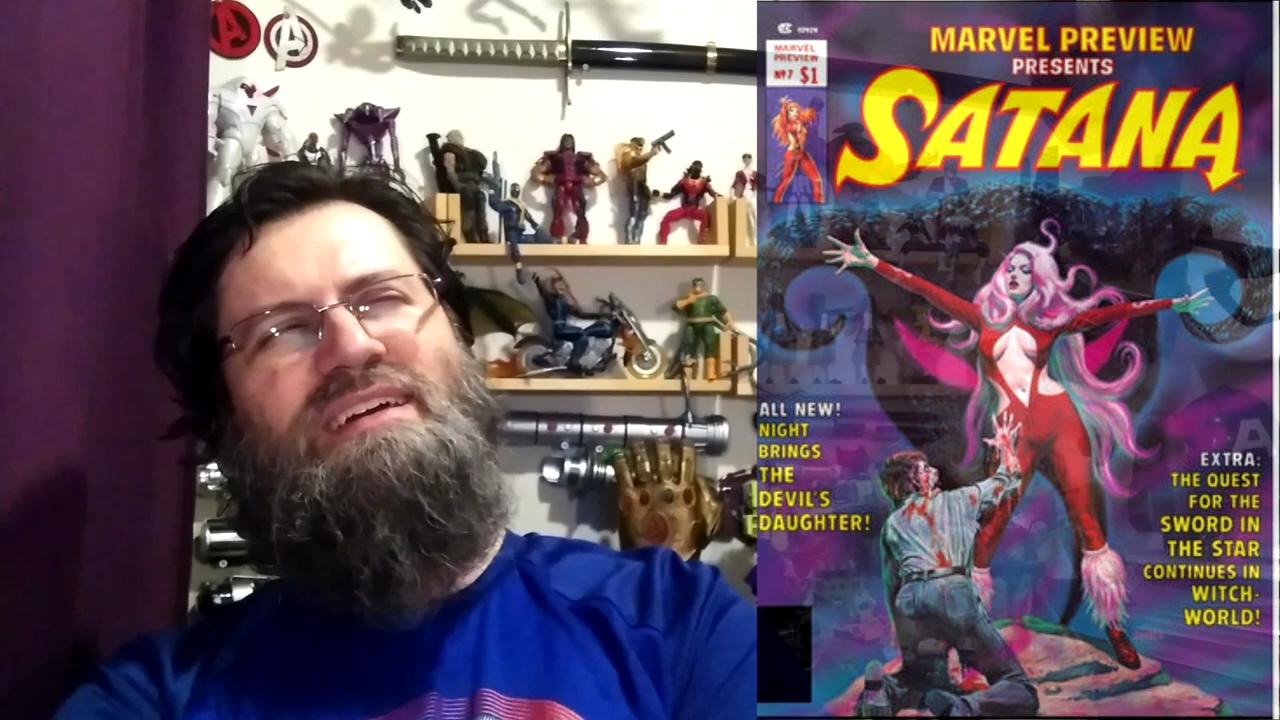 MARVEL PREVIEW
PRESENTS
SATANA
MARVEL
PREVIEW
Nº7 $1
ALL NEW!
NIGHT
BRINGS
THE
DEVIL'S
DAUGHTER!
EXTRA:
THE QUEST
FOR THE
SWORD IN
THE STAR
CONTINUES IN
WITCH-
WORLD!